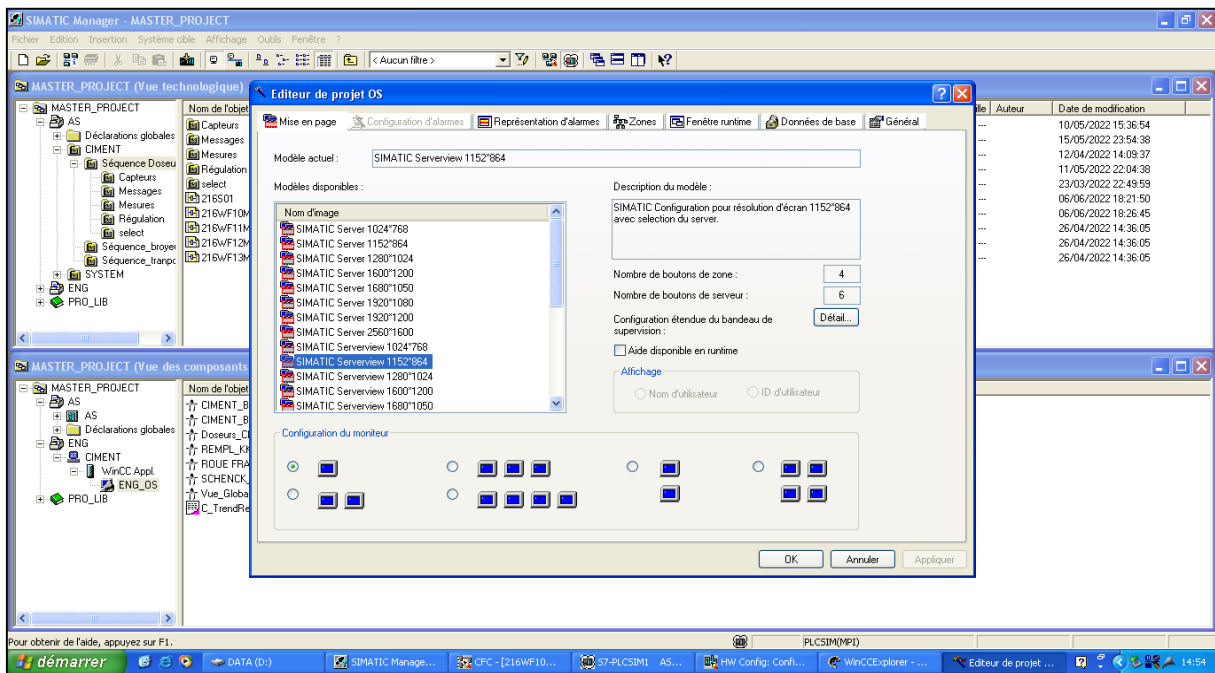 SIMATIC Manager - MASTER_PROJECT
Fichier Edition Insertion Système cible Affichage Outils Fenêtre ?
< Aucun filtre >
MASTER_PROJECT (Vue technologique)
MASTER_PROJECT
AS
Déclarations globales
CIMENT
Séquence Doseu
Capteurs
Messages
Mesures
Régulation
select
Séquence_broye
Séquence_tranpo
SYSTEM
ENG
PRO_LIB
Nom de l'objet
Capteurs
Messages
Mesures
Régulation
select
216S01
216WF10M
216WF11M
216WF12M
216WF13M
Auteur
Date de modification
10/05/2022 15:36:54
15/05/2022 23:54:38
12/04/2022 14:09:37
11/05/2022 22:04:38
23/03/2022 22:49:59
06/06/2022 18:21:50
06/06/2022 18:26:45
26/04/2022 14:36:05
26/04/2022 14:36:05
26/04/2022 14:36:05
Editeur de projet OS
Mise en page
Configuration d'alarmes
Représentation d'alarmes
Zones
Fenêtre runtime
Données de base
Général
Modèle actuel :
SIMATIC Serverview 1152*864
Modèles disponibles :
Nom d'image
SIMATIC Server 1024*768
SIMATIC Server 1152*864
SIMATIC Server 1280*1024
SIMATIC Server 1600*1200
SIMATIC Server 1680*1050
SIMATIC Server 1920*1080
SIMATIC Server 1920*1200
SIMATIC Server 2560*1600
SIMATIC Serverview 1024*768
SIMATIC Serverview 1152*864
SIMATIC Serverview 1280*1024
SIMATIC Serverview 1600*1200
SIMATIC Serverview 1680*1050
Description du modèle :
SIMATIC Configuration pour résolution d'écran 1152*864
avec selection du server.
Nombre de boutons de zone :
4
Nombre de boutons de serveur :
6
Configuration étendue du bandeau de
supervision :
Détail...
Aide disponible en runtime
Affichage
Nom d'utilisateur
ID d'utilisateur
Configuration du moniteur
OK
Annuler
Appliquer
MASTER_PROJECT (Vue des composants
MASTER_PROJECT
AS
AS
Déclarations globales
ENG
CIMENT
WinCC Appl.
ENG_OS
PRO_LIB
Nom de l'objet
CIMENT_B
CIMENT_B
Doseurs_C
REMPL_K
ROUE FRA
SCHENCK_
Vue_Globa
C_TrendRe
Pour obtenir de l'aide, appuyez sur F1.
PLCSIM(MPI)
démarrer
DATA (D:)
SIMATIC Manage...
CFC - [216WF10...
S7-PLCSIM1 AS...
HW Config: Confi...
WinCCExplorer - ...
Editeur de projet ...
14:54